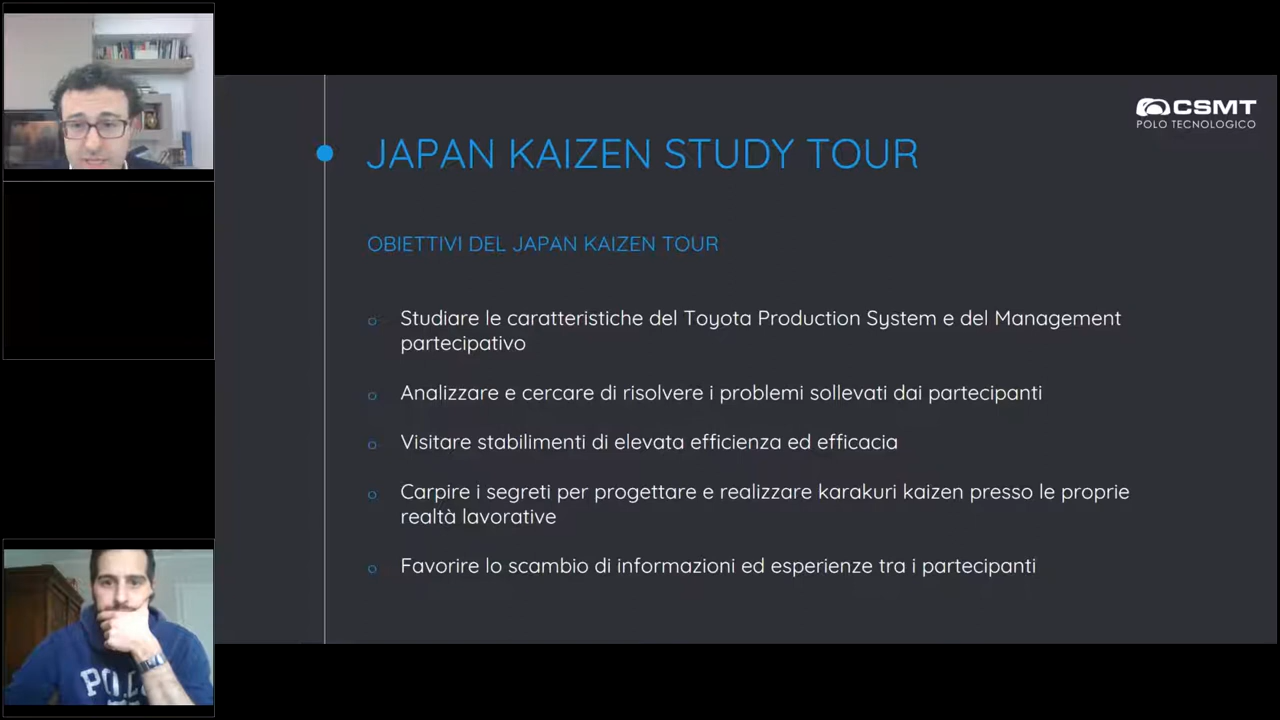 CSMT
POLO TECNOLOGICO
JAPAN KAIZEN STUDY TOUR
OBIETTIVI DEL JAPAN KAIZEN TOUR
o Studiare le caratteristiche del Toyota Production System e del Management
partecipativo
o Analizzare e cercare di risolvere i problemi sollevati dai partecipanti
o Visitare stabilimenti di elevata efficienza ed efficacia
o Carpire i segreti per progettare e realizzare karakuri kaizen presso le proprie
realtà lavorative
o Favorire lo scambio di informazioni ed esperienze tra i partecipanti